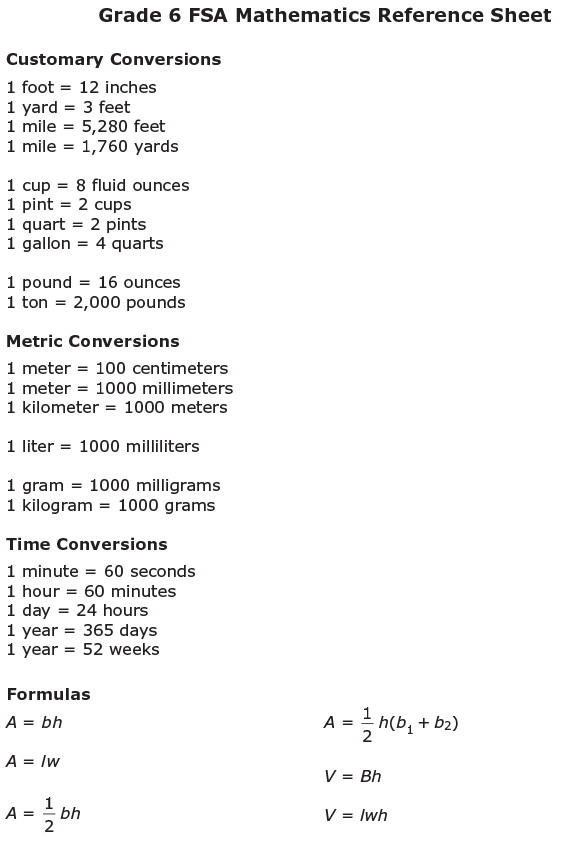 Grade 6 FSA Mathematics Reference Sheet
Customary Conversions
1 foot = 12 inches
1 yard = 3 feet
1 mile = 5,280 feet
1 mile = 1,760 yards
1 cup = 8 fluid ounces
1 pint = 2 cups
1 quart = 2 pints
1 gallon = 4 quarts
1 pound = 16 ounces
1 ton = 2,000 pounds
Metric Conversions
1 meter = 100 centimeters
1 meter = 1000 millimeters
1 kilometer = 1000 meters
1 liter = 1000 milliliters
1 gram = 1000 milligrams
1 kilogram = 1000 grams
Time Conversions
1 minute = 60 seconds
1 hour = 60 minutes
1 day = 24 hours
1 year = 365 days
1 year = 52 weeks
Formulas
A = bh
A = lw
A = 1/2 bh
A = 1/2 h(b₁ + b₂)
V = Bh
V = lwh